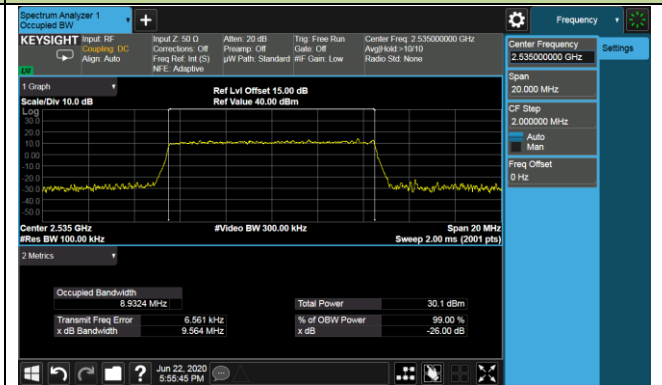 Spectrum Analyzer 1
Occupied BW
Frequency
KEYSIGHT
Input: RF
Coupling: DC
Align: Auto
Input Z: 50 Ω
Corrections: Off
Freq Ref: Int (S)
NFE: Adaptive
Atten: 20 dB
Preamp: Off
µW Path: Standard
Trig: Free Run
Gate: Off
#IF Gain: Low
Center Freq: 2.535000000 GHz
Avg|Hold:>10/10
Radio Std: None
Center Frequency
2.535000000 GHz
Settings
Span
20.000 MHz
CF Step
2.000000 MHz
Auto
Man
Freq Offset
0 Hz
1 Graph
Scale/Div 10.0 dB
Ref Lvl Offset 15.00 dB
Ref Value 40.00 dBm
Log
30.0
20.0
10.0
0.00
-10.0
-20.0
-30.0
-40.0
-50.0
Center 2.535 GHz
#Video BW 300.00 kHz
Span 20 MHz
#Res BW 100.00 kHz
Sweep 2.00 ms (2001 pts)
2 Metrics
Occupied Bandwidth
8.9324 MHz
Total Power 30.1 dBm
Transmit Freq Error 6.561 kHz
% of OBW Power 99.00 %
x dB Bandwidth 9.564 MHz
x dB -26.00 dB
Jun 22, 2020
5:55:45 PM